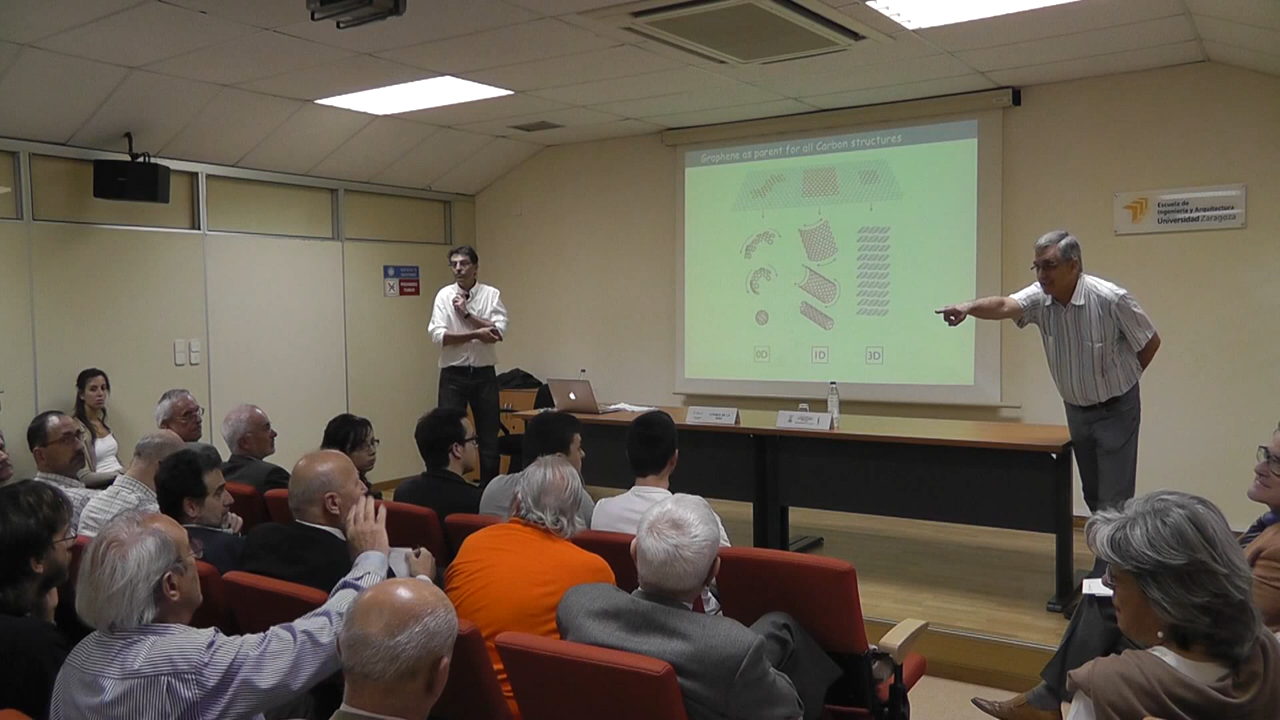 Graphene as parent for all Carbon structures
0D
1D
3D
Escuela de
Ingeniería y Arquitectura
Universidad Zaragoza